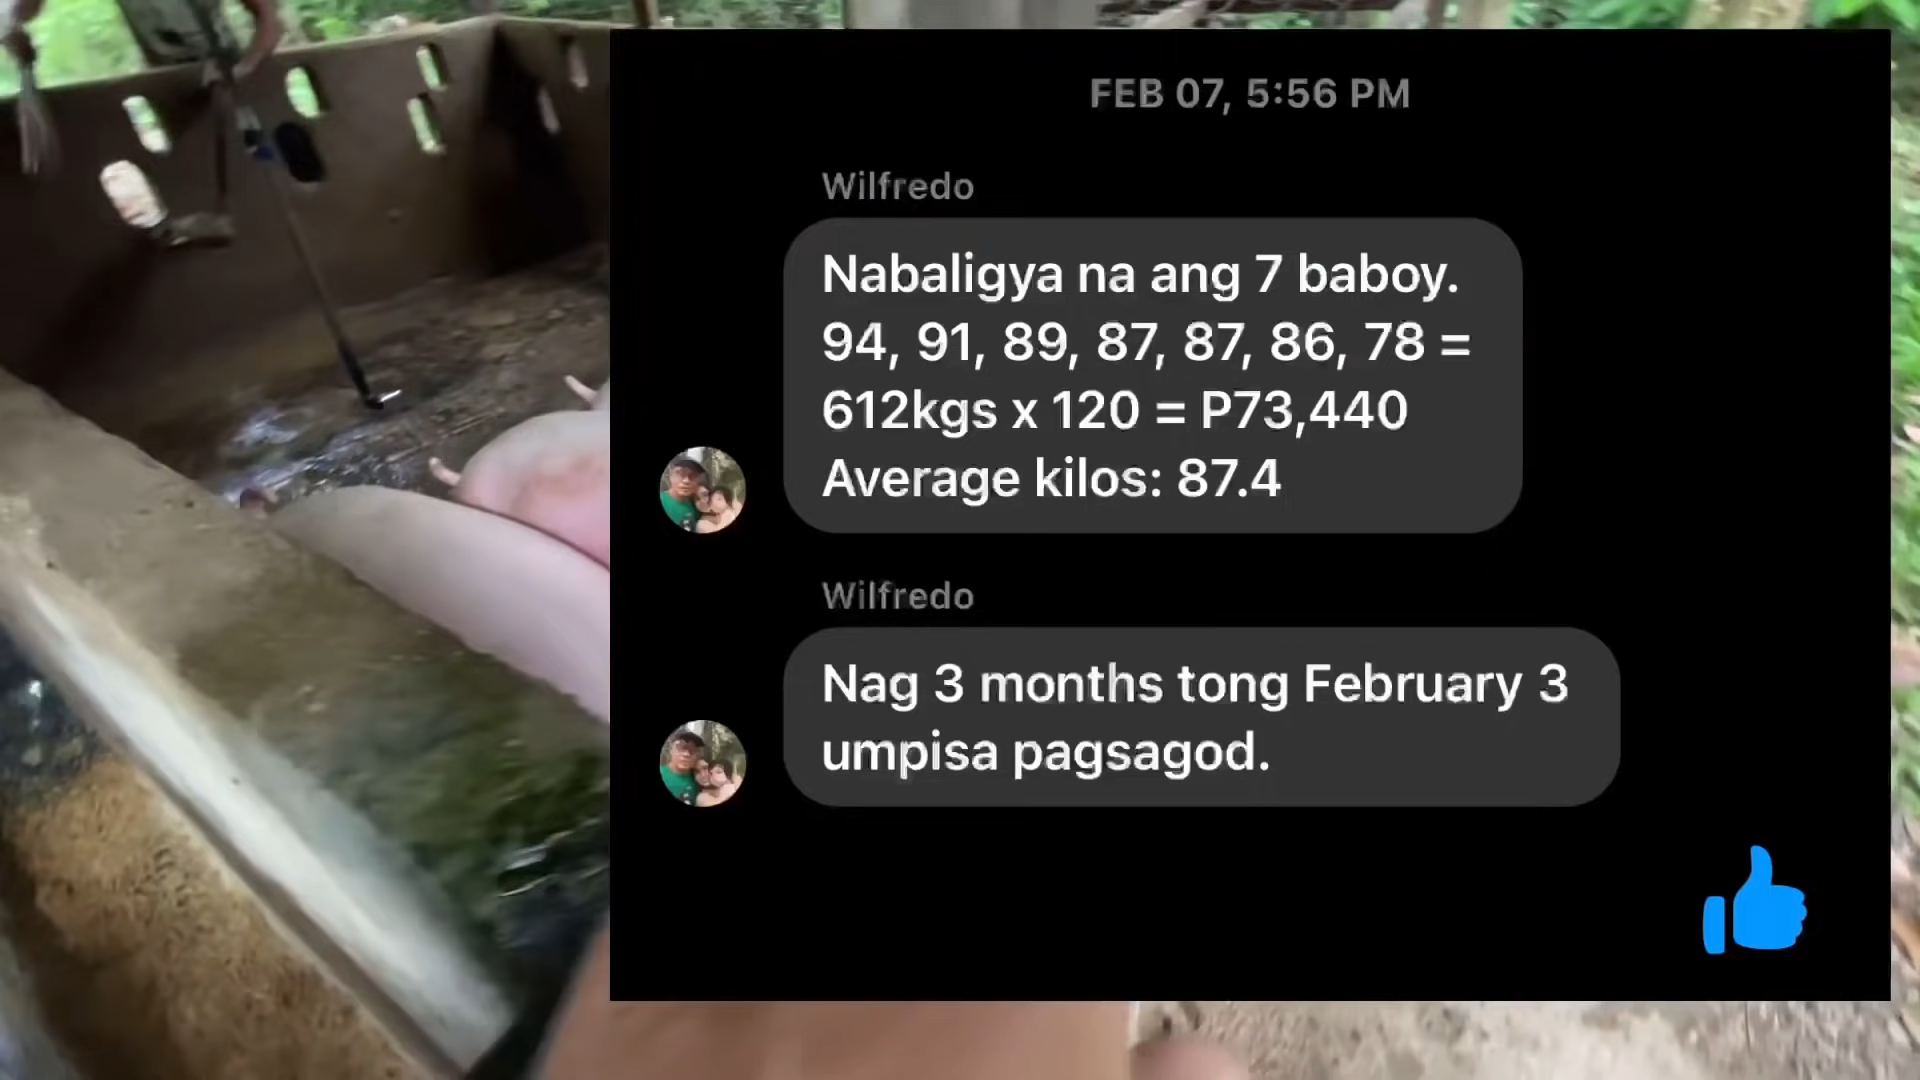 FEB 07, 5:56 PM
Wilfredo
Nabaligya na ang 7 baboy.
94, 91, 89, 87, 87, 86, 78 =
612kgs x 120 = P73,440
Average kilos: 87.4
Wilfredo
Nag 3 months tong February 3
umpisa pagsagod.